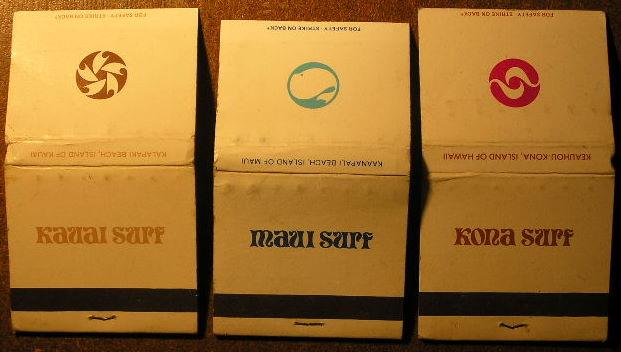 FOR SAFETY - STRIKE ON BACK*
KALAPAKI BEACH, ISLAND OF KAUAI
kauai surf
FOR SAFETY - STRIKE ON BACK*
KAANAPALI BEACH, ISLAND OF MAUI
maui surf
FOR SAFETY - STRIKE ON BACK*
KEAUHOU-KONA, ISLAND OF HAWAII
kona surf